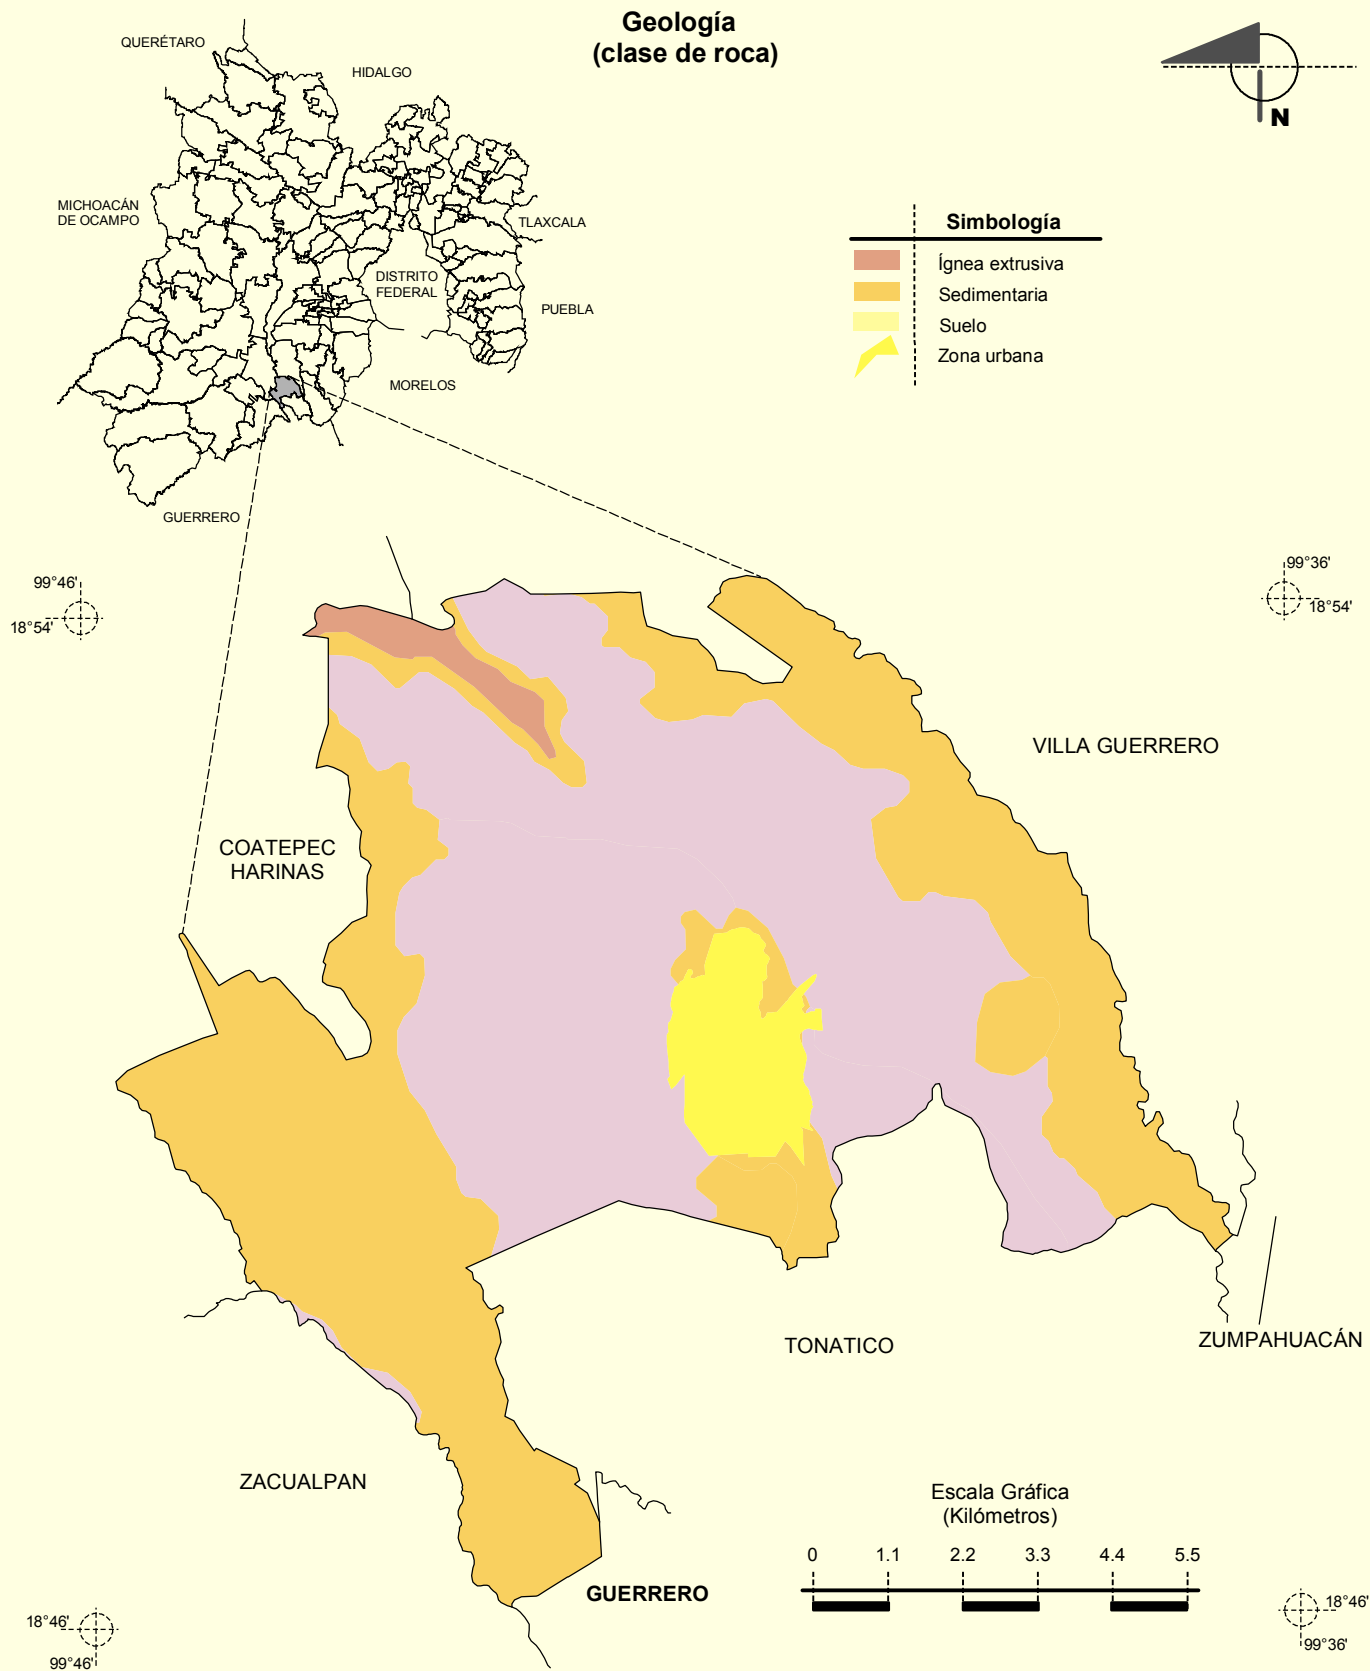 Geología
(clase de roca)
QUERÉTARO
HIDALGO
MICHOACÁN
DE OCAMPO
TLAXCALA
DISTRITO
FEDERAL
PUEBLA
MORELOS
GUERRERO
N
Simbología
Ígnea extrusiva
Sedimentaria
Suelo
Zona urbana
99°46'
18°54'
99°36'
18°54'
VILLA GUERRERO
COATEPEC
HARINAS
TONATICO
ZUMPAHUACÁN
ZACUALPAN
GUERRERO
Escala Gráfica
(Kilómetros)
0 1.1 2.2 3.3 4.4 5.5
18°46'
99°46'
18°46'
99°36'